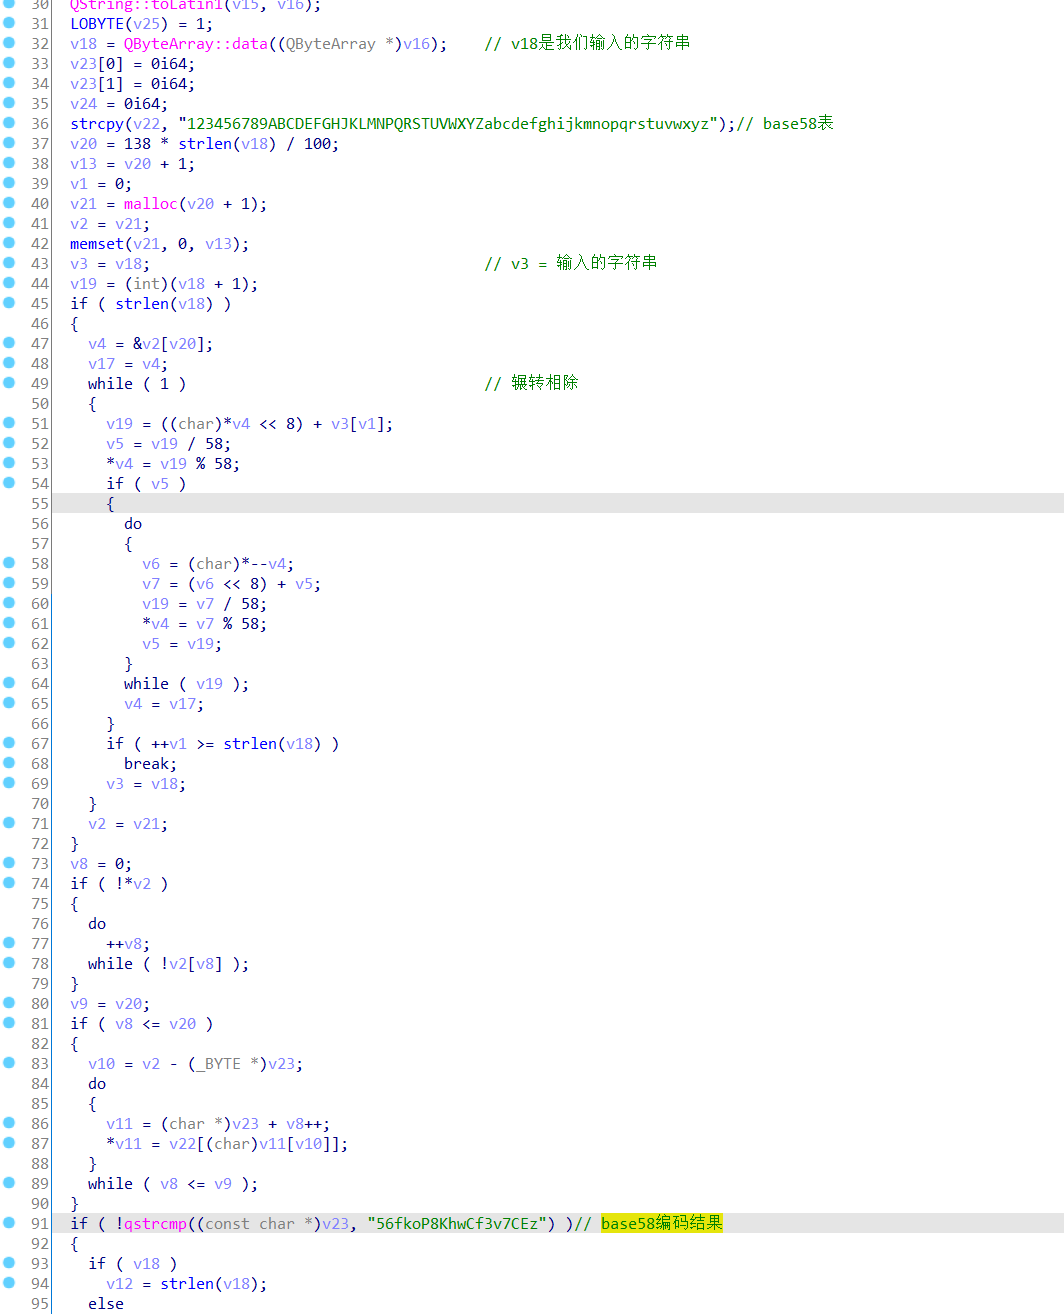 30 QString::toLatin1(v15, v16);
31 LOBYTE(v25) = 1;
32 v18 = QByteArray::data((QByteArray *)v16); // v18是我们输入的字符串
33 v23[0] = 0i64;
34 v23[1] = 0i64;
35 v24 = 0i64;
36 strcpy(v22, "123456789ABCDEFGHJKLMNPQRSTUVWXYZabcdefghijkmnopqrstuvwxyz");// base58表
37 v20 = 138 * strlen(v18) / 100;
38 v13 = v20 + 1;
39 v1 = 0;
40 v21 = malloc(v20 + 1);
41 v2 = v21;
42 memset(v21, 0, v13);
43 v3 = v18; // v3 = 输入的字符串
44 v19 = (int)(v18 + 1);
45 if ( strlen(v18) )
46 {
47 v4 = &v2[v20];
48 v17 = v4;
49 while ( 1 ) // 辗转相除
50 {
51 v19 = ((char)*v4 << 8) + v3[v1];
52 v5 = v19 / 58;
53 *v4 = v19 % 58;
54 if ( v5 )
55 {
56 do
57 {
58 v6 = (char)*--v4;
59 v7 = (v6 << 8) + v5;
60 v19 = v7 / 58;
61 *v4 = v7 % 58;
62 v5 = v19;
63 }
64 while ( v19 );
65 v4 = v17;
66 }
67 if ( ++v1 >= strlen(v18) )
68 break;
69 v3 = v18;
70 }
71 v2 = v21;
72 }
73 v8 = 0;
74 if ( !*v2 )
75 {
76 do
77 ++v8;
78 while ( !v2[v8] );
79 }
80 v9 = v20;
81 if ( v8 <= v20 )
82 {
83 v10 = v2 - (_BYTE *)v23;
84 do
85 {
86 v11 = (char *)v23 + v8++;
87 *v11 = v22[(char)v11[v10]];
88 }
89 while ( v8 <= v9 );
90 }
91 if ( !qstrcmp((const char *)v23, "56fkoP8KhwCf3v7CEz") )// base58编码结果
92 {
93 if ( v18 )
94 v12 = strlen(v18);
95 else